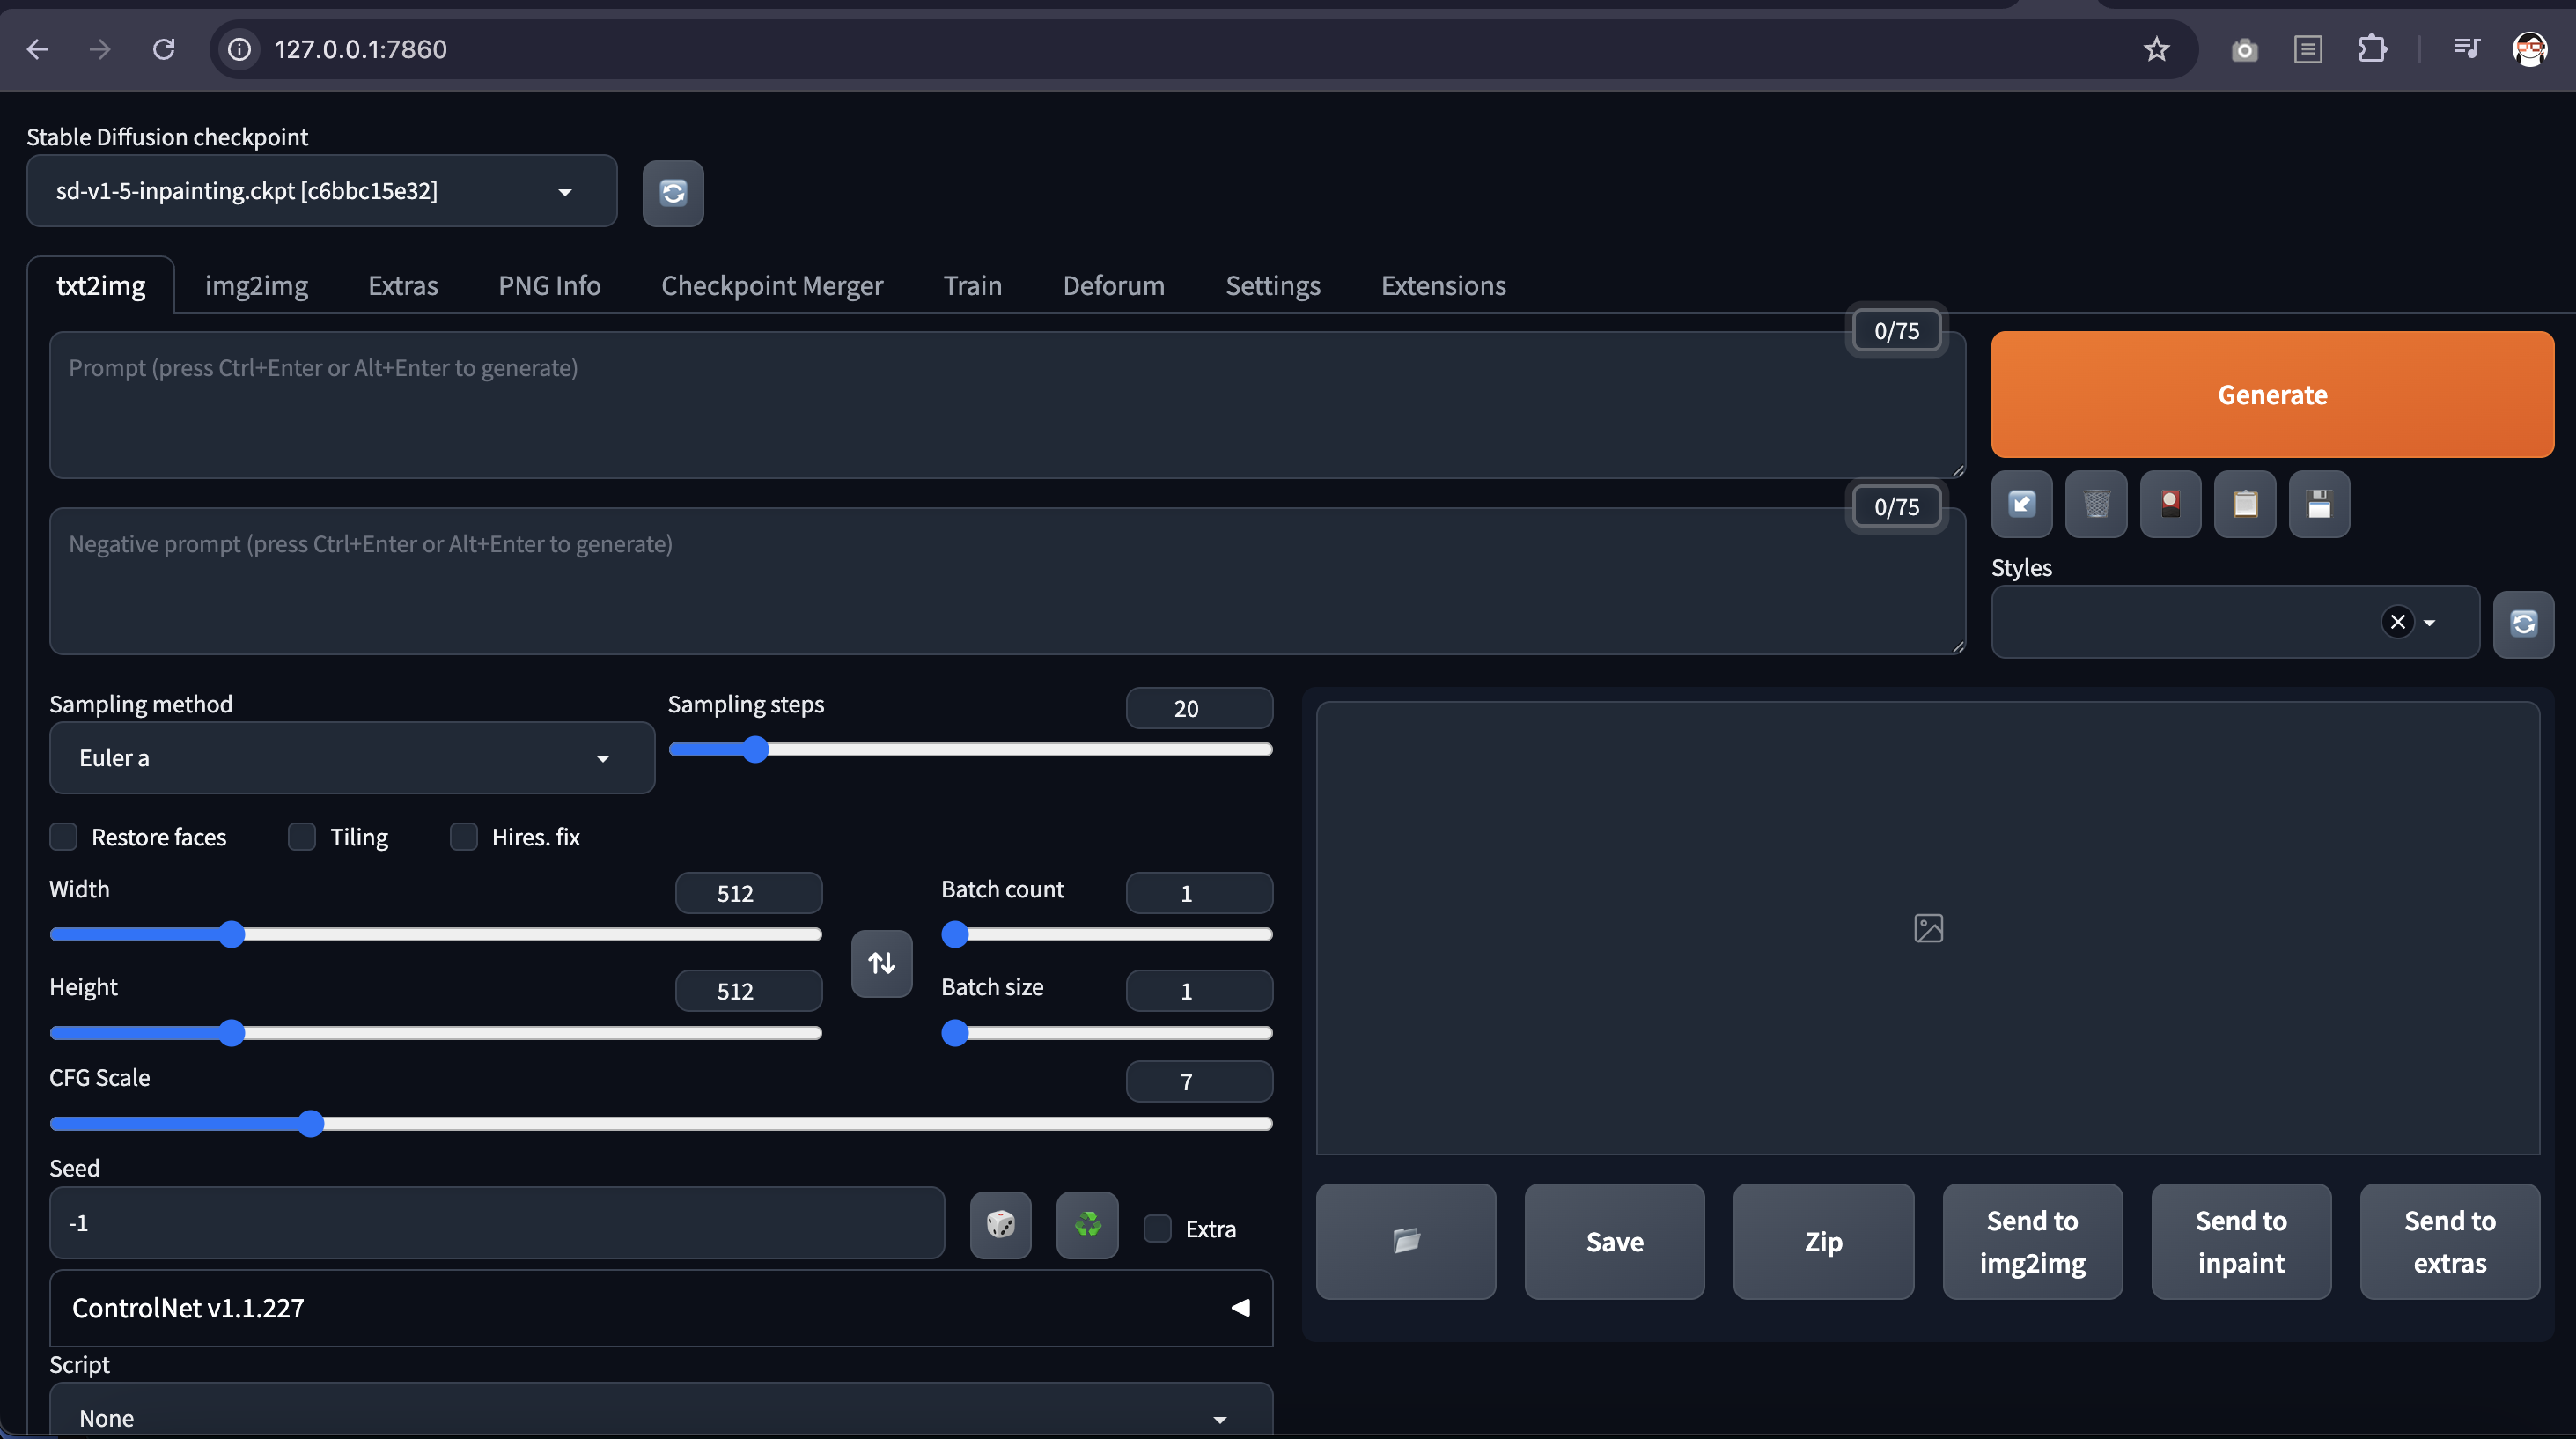 127.0.0.1:7860
Stable Diffusion checkpoint
sd-v1-5-inpainting.ckpt [c6bbc15e32]
txt2img img2img Extras PNG Info Checkpoint Merger Train Deforum Settings Extensions
0/75
Prompt (press Ctrl+Enter or Alt+Enter to generate)
Generate
0/75
Negative prompt (press Ctrl+Enter or Alt+Enter to generate)
Styles
Sampling method
Euler a
Sampling steps 20
Restore faces Tiling Hires. fix
Width 512
Batch count 1
Height 512
Batch size 1
CFG Scale 7
Seed
-1
Extra
ControlNet v1.1.227
Script
None
Save
Zip
Send to
img2img
Send to
inpaint
Send to
extras